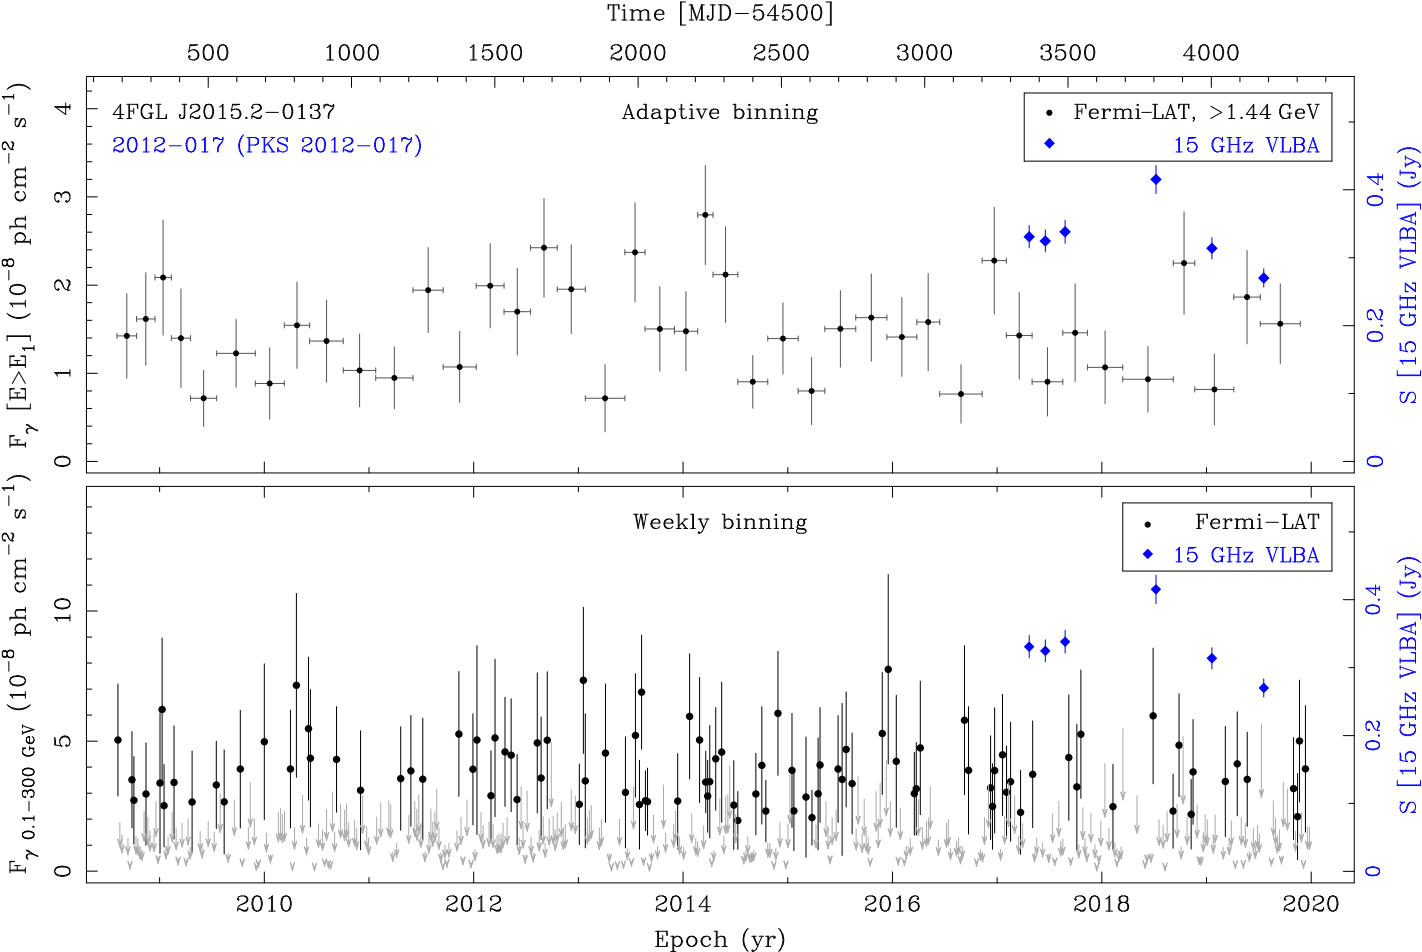 Time [MJD−54500]
500 1000 1500 2000 2500 3000 3500 4000
4FGL J2015.2−0137
2012−017 (PKS 2012−017)
Adaptive binning
Fermi−LAT, >1.44 GeV
15 GHz VLBA
F_γ [E>E_1] (10^−8 ph cm^−2 s^−1)
4
3
2
1
0
S [15 GHz VLBA] (Jy)
0.4
0.2
0
Weekly binning
Fermi−LAT
15 GHz VLBA
F_γ 0.1−300 GeV (10^−8 ph cm^−2 s^−1)
10
5
0
S [15 GHz VLBA] (Jy)
0.4
0.2
0
2010 2012 2014 2016 2018 2020
Epoch (yr)